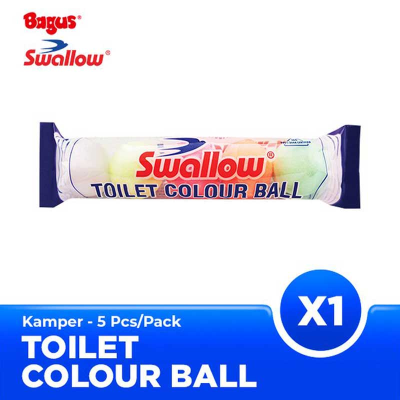 Bagus®
Swallow®
Swallow®
TOILET COLOUR BALL
Kamper - 5 Pcs/Pack
TOILET
COLOUR BALL
X1